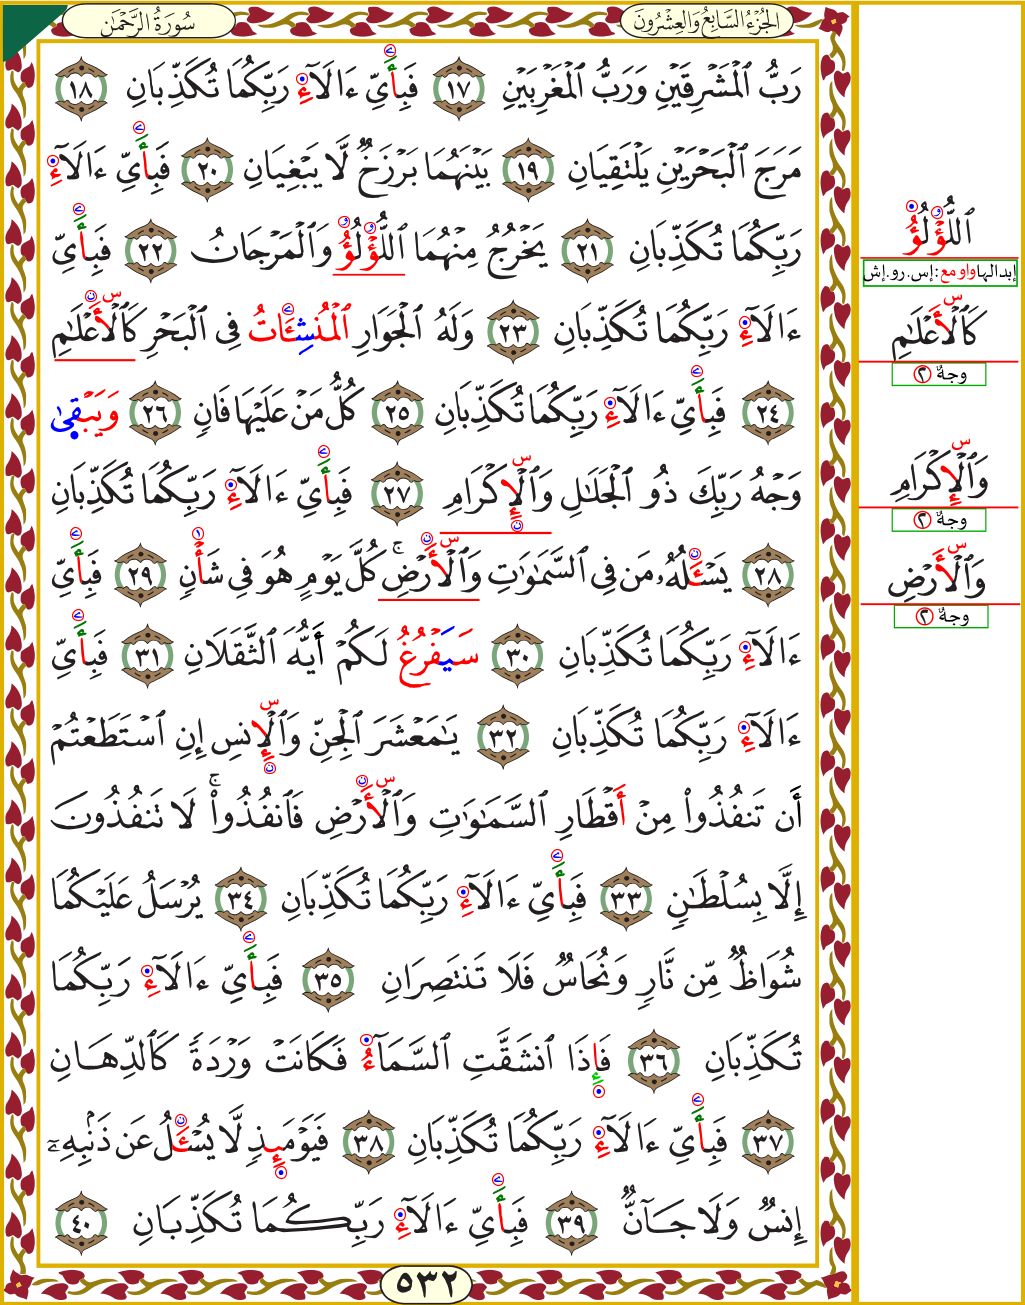 سُورَةُ الرَّحْمَٰن
الجُزْءُ السَّابِعُ وَالْعِشْرُونَ
رَبُّ ٱلْمَشْرِقَيْنِ وَرَبُّ ٱلْمَغْرِبَيْنِ ١٧ فَبِأَيِّ ءَالَآءِ رَبِّكُمَا تُكَذِّبَانِ ١٨
مَرَجَ ٱلْبَحْرَيْنِ يَلْتَقِيَانِ ١٩ بَيْنَهُمَا بَرْزَخٌ لَّا يَبْغِيَانِ ٢٠ فَبِأَيِّ ءَالَآءِ
رَبِّكُمَا تُكَذِّبَانِ ٢١ يَخْرُجُ مِنْهُمَا ٱللُّؤْلُؤُ وَٱلْمَرْجَانُ ٢٢ فَبِأَيِّ
ءَالَآءِ رَبِّكُمَا تُكَذِّبَانِ ٢٣ وَلَهُ ٱلْجَوَارِ ٱلْمُنشِـَٔاتُ فِى ٱلْبَحْرِ كَٱلْأَعْلَٰمِ
٢٤ فَبِأَيِّ ءَالَآءِ رَبِّكُمَا تُكَذِّبَانِ ٢٥ كُلُّ مَنْ عَلَيْهَا فَانٍ ٢٦ وَيَبْقَىٰ
وَجْهُ رَبِّكَ ذُو ٱلْجَلَٰلِ وَٱلْإِكْرَامِ ٢٧ فَبِأَيِّ ءَالَآءِ رَبِّكُمَا تُكَذِّبَانِ
٢٨ يَسْـَٔلُهُۥ مَن فِى ٱلسَّمَٰوَٰتِ وَٱلْأَرْضِ ۚ كُلَّ يَوْمٍ هُوَ فِى شَأْنٍ ٢٩ فَبِأَيِّ
ءَالَآءِ رَبِّكُمَا تُكَذِّبَانِ ٣٠ سَيَفْرُغُ لَكُمْ أَيُّهَ ٱلثَّقَلَانِ ٣١ فَبِأَيِّ
ءَالَآءِ رَبِّكُمَا تُكَذِّبَانِ ٣٢ يَٰمَعْشَرَ ٱلْجِنِّ وَٱلْإِنسِ إِنِ ٱسْتَطَعْتُمْ
أَن تَنفُذُوا۟ مِنْ أَقْطَارِ ٱلسَّمَٰوَٰتِ وَٱلْأَرْضِ فَٱنفُذُوا۟ ۚ لَا تَنفُذُونَ
إِلَّا بِسُلْطَٰنٍ ٣٣ فَبِأَيِّ ءَالَآءِ رَبِّكُمَا تُكَذِّبَانِ ٣٤ يُرْسَلُ عَلَيْكُمَا
شُوَاظٌ مِّن نَّارٍ وَنُحَاسٌ فَلَا تَنتَصِرَانِ ٣٥ فَبِأَيِّ ءَالَآءِ رَبِّكُمَا
تُكَذِّبَانِ ٣٦ فَإِذَا ٱنشَقَّتِ ٱلسَّمَآءُ فَكَانَتْ وَرْدَةً كَٱلدِّهَانِ
٣٧ فَبِأَيِّ ءَالَآءِ رَبِّكُمَا تُكَذِّبَانِ ٣٨ فَيَوْمَئِذٍ لَّا يُسْـَٔلُ عَن ذَنۢبِهِۦٓ
إِنسٌ وَلَا جَآنٌّ ٣٩ فَبِأَيِّ ءَالَآءِ رَبِّكُمَا تُكَذِّبَانِ ٤٠
٥٣٢
ٱللُّؤْلُؤُ
إبدالها واو مع: إس.رو.إش
كَٱلْأَعْلَٰمِ
وجهٌ ٢
وَٱلْإِكْرَامِ
وجهٌ ٢
وَٱلْأَرْضِ
وجهٌ ٢